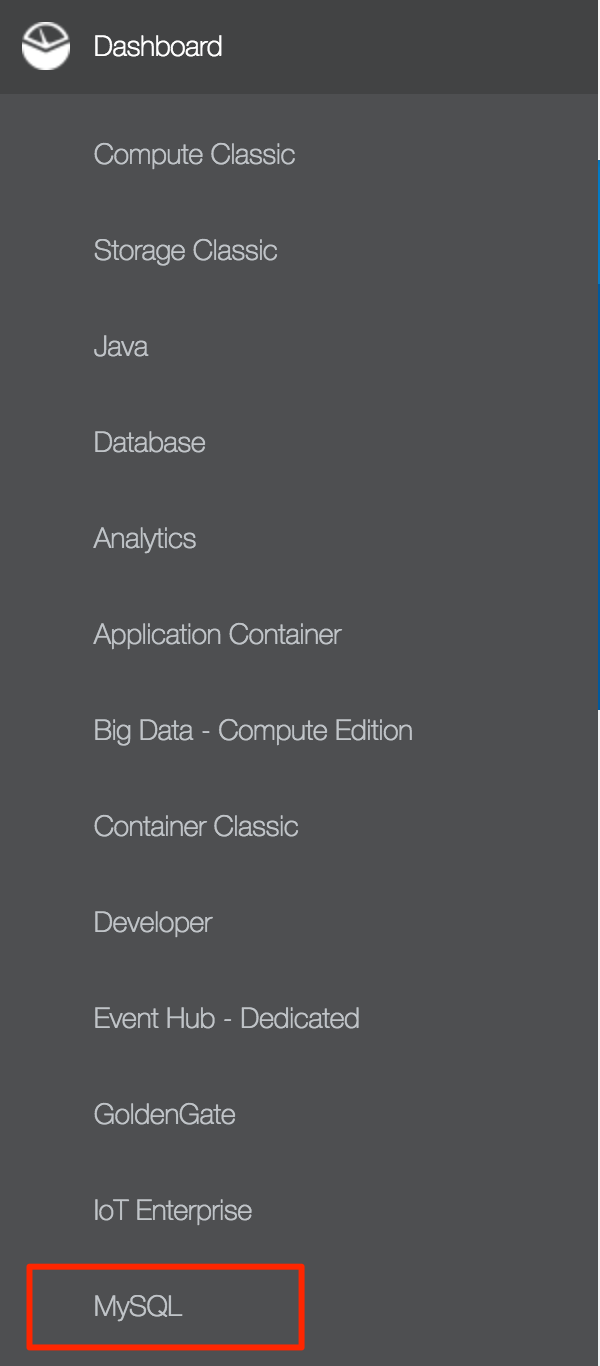 Dashboard
Compute Classic
Storage Classic
Java
Database
Analytics
Application Container
Big Data - Compute Edition
Container Classic
Developer
Event Hub - Dedicated
GoldenGate
IoT Enterprise
MySQL